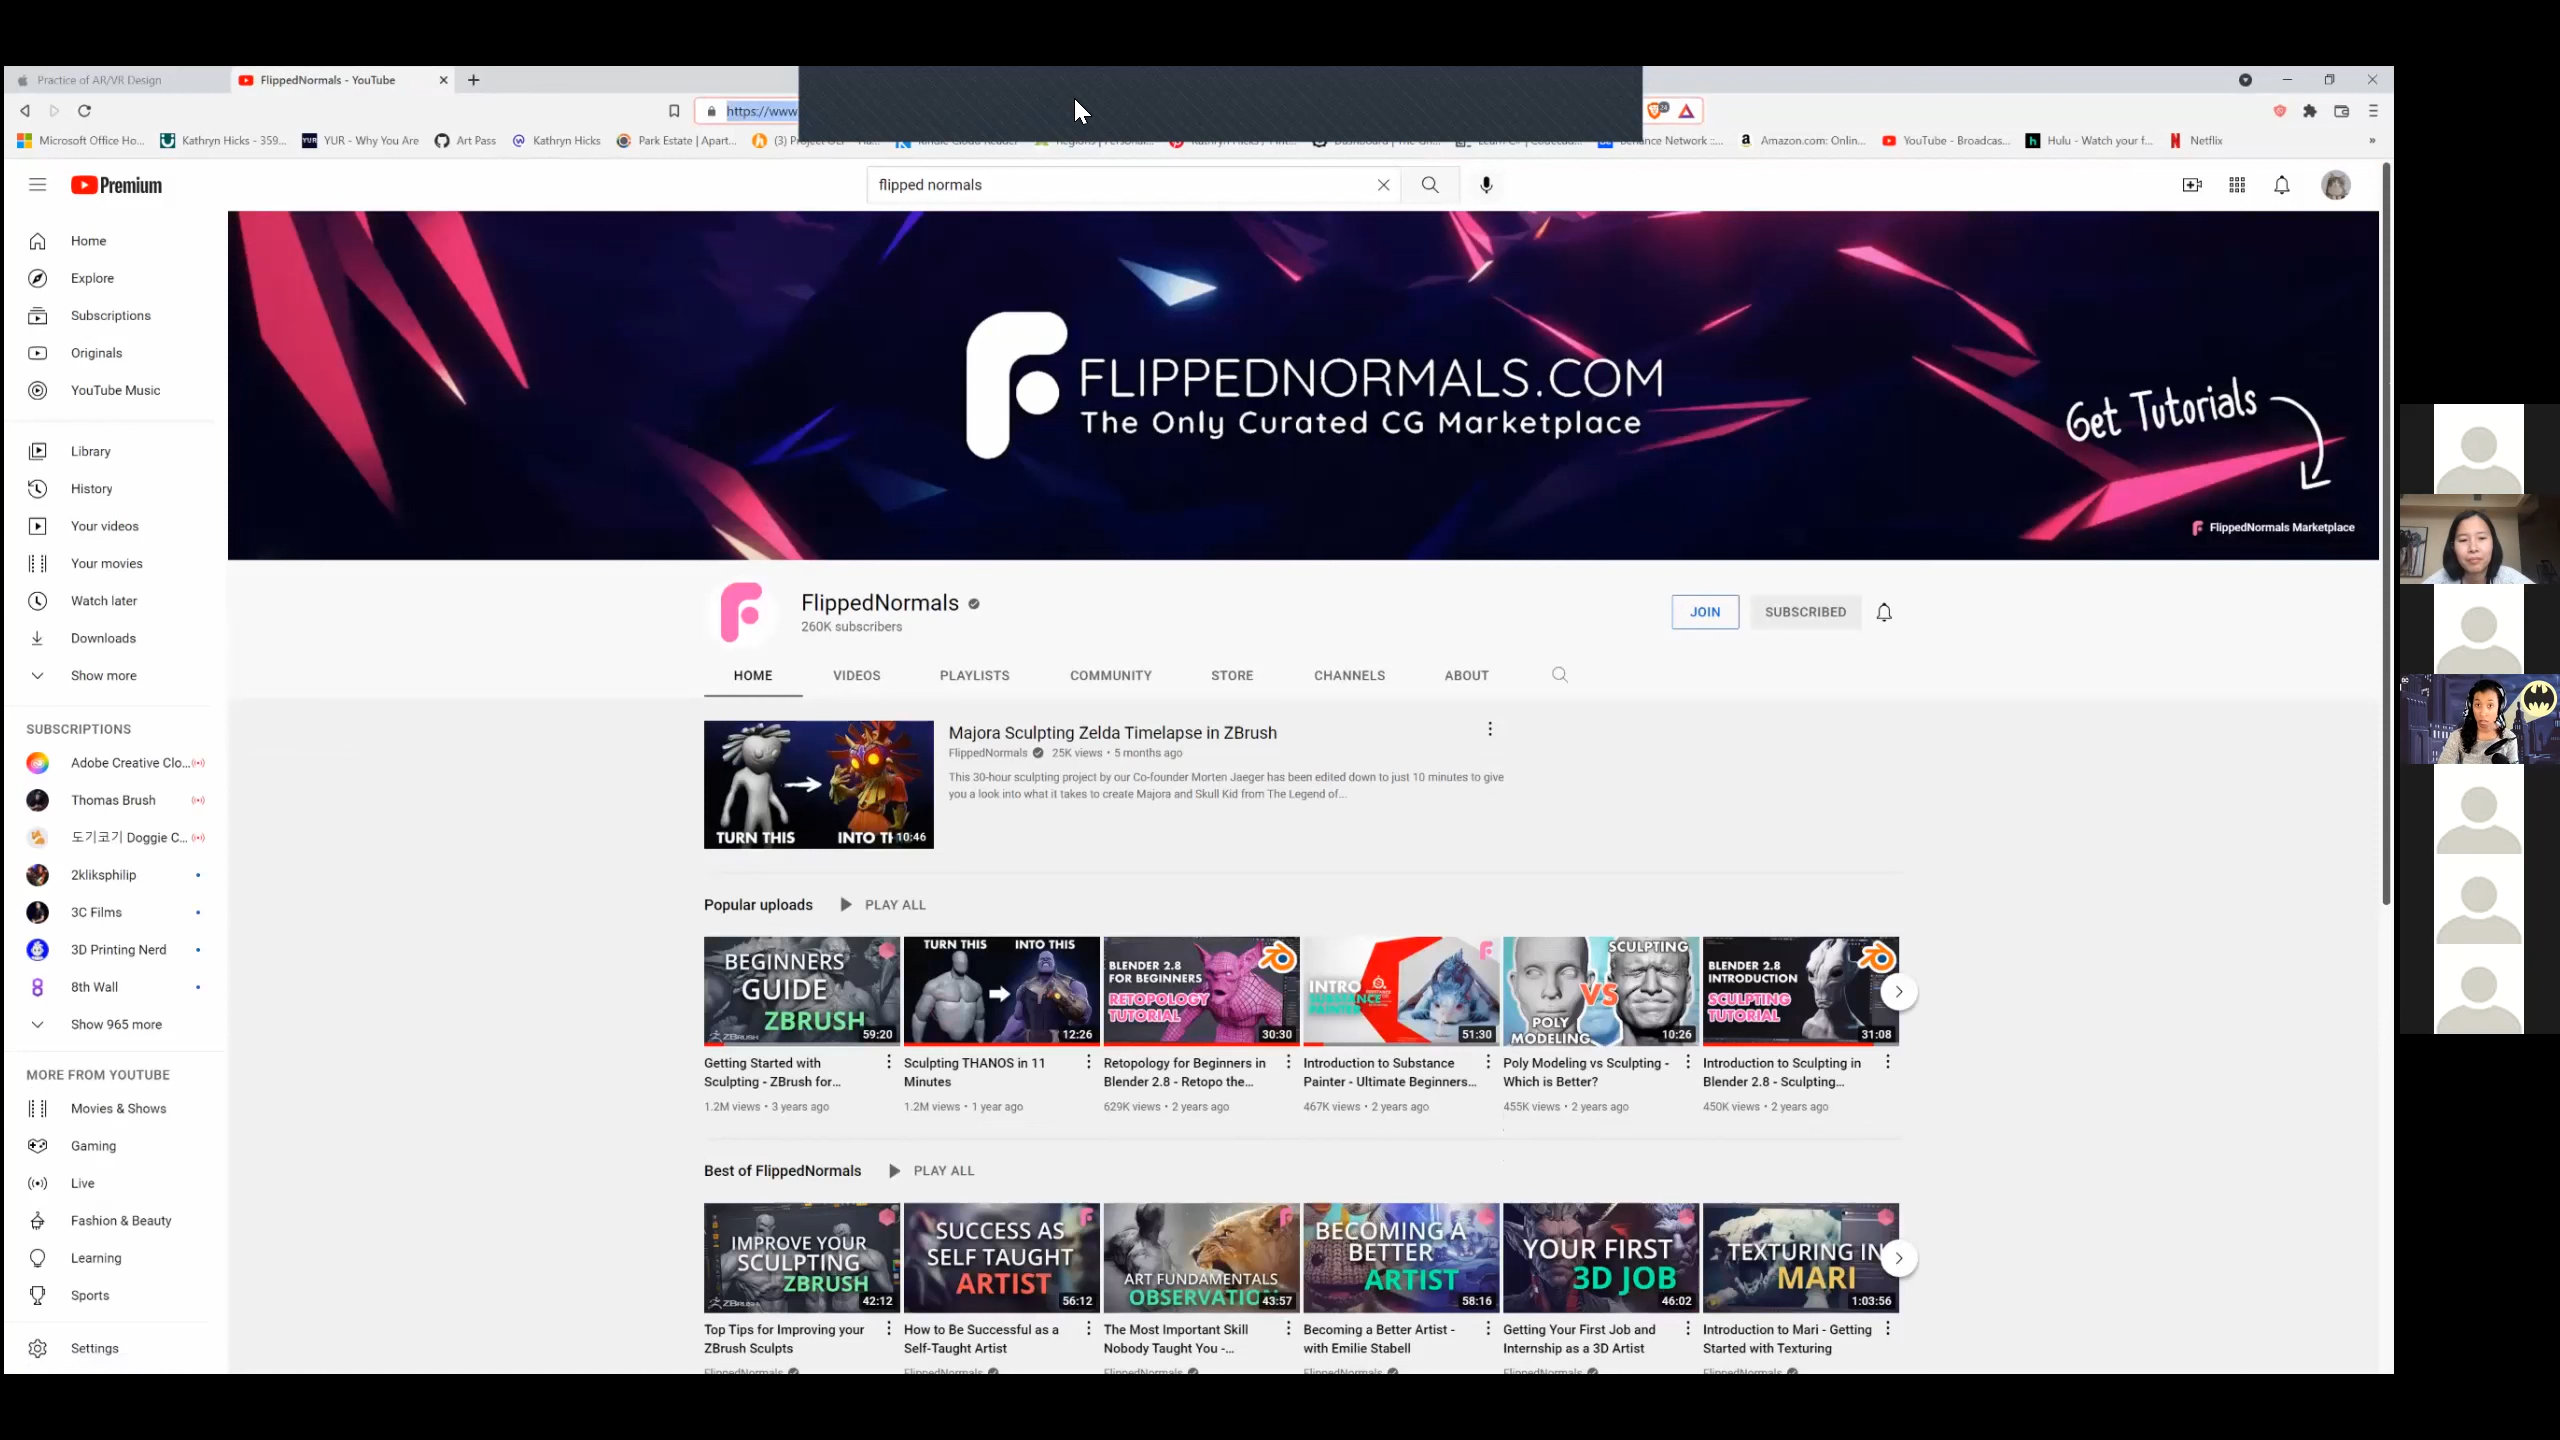 Practice of AR/VR Design
FlippedNormals - YouTube
https://www
Microsoft Office Ho...
Kathryn Hicks - 359...
YUR - Why You Are
Art Pass
Kathryn Hicks
Park Estate | Apart...
Amazon.com: Onlin...
YouTube - Broadcas...
Hulu - Watch your f...
Netflix
»
Premium
flipped normals
Home
Explore
Subscriptions
Originals
YouTube Music
Library
History
Your videos
Your movies
Watch later
Downloads
Show more
SUBSCRIPTIONS
Adobe Creative Clo...
Thomas Brush
도기코기 Doggie C...
2kliksphilip
3C Films
3D Printing Nerd
8th Wall
Show 965 more
MORE FROM YOUTUBE
Movies & Shows
Gaming
Live
Fashion & Beauty
Learning
Sports
Settings
FLIPPEDNORMALS.COM
The Only Curated CG Marketplace
Get Tutorials
FlippedNormals Marketplace
FlippedNormals
260K subscribers
JOIN
SUBSCRIBED
HOME VIDEOS PLAYLISTS COMMUNITY STORE CHANNELS ABOUT
TURN THIS INTO TH
10:46
Majora Sculpting Zelda Timelapse in ZBrush
FlippedNormals 25K views • 5 months ago
This 30-hour sculpting project by our Co-founder Morten Jaeger has been edited down to just 10 minutes to give
you a look into what it takes to create Majora and Skull Kid from The Legend of...
Popular uploads PLAY ALL
BEGINNERS
GUIDE
ZBRUSH
59:20
Getting Started with
Sculpting - ZBrush for...
1.2M views • 3 years ago
TURN THIS INTO THIS
12:26
Sculpting THANOS in 11
Minutes
1.2M views • 1 year ago
BLENDER 2.8
FOR BEGINNERS
RETOPOLOGY
TUTORIAL
30:30
Retopology for Beginners in
Blender 2.8 - Retopo the...
629K views • 2 years ago
INTRO
SUBSTANCE
PAINTER
51:30
Introduction to Substance
Painter - Ultimate Beginners...
467K views • 2 years ago
SCULPTING
VS
POLY
MODELING
10:26
Poly Modeling vs Sculpting -
Which is Better?
455K views • 2 years ago
BLENDER 2.8
INTRODUCTION
SCULPTING
TUTORIAL
31:08
Introduction to Sculpting in
Blender 2.8 - Sculpting...
450K views • 2 years ago
Best of FlippedNormals PLAY ALL
IMPROVE YOUR
SCULPTING
ZBRUSH
42:12
Top Tips for Improving your
ZBrush Sculpts
FlippedNormals
SUCCESS AS
SELF TAUGHT
ARTIST
56:12
How to Be Successful as a
Self-Taught Artist
FlippedNormals
ART FUNDAMENTALS
OBSERVATION
43:57
The Most Important Skill
Nobody Taught You -...
FlippedNormals
BECOMING A
BETTER
ARTIST
58:16
Becoming a Better Artist -
with Emilie Stabell
FlippedNormals
YOUR FIRST
3D JOB
46:02
Getting Your First Job and
Internship as a 3D Artist
FlippedNormals
TEXTURING IN
MARI
1:03:56
Introduction to Mari - Getting
Started with Texturing
FlippedNormals